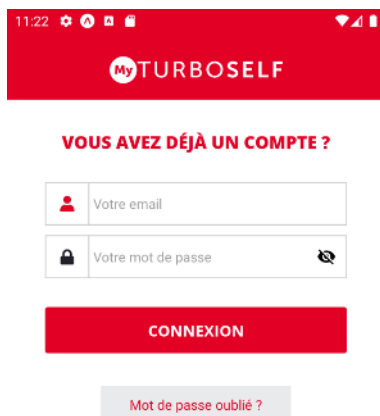 11:22
MyTURBOSELF
VOUS AVEZ DÉJÀ UN COMPTE ?
Votre email
Votre mot de passe
CONNEXION
Mot de passe oublié ?